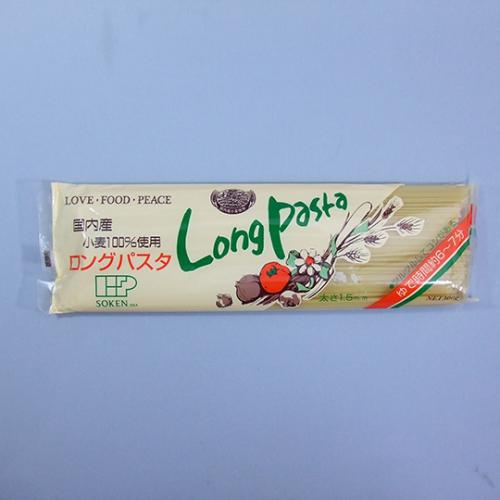 LOVE・FOOD・PEACE
国内産
小麦100%使用
ロングパスタ
SOKEN
Long Pasta
太さ1.5m.m
ゆで時間約6〜7分